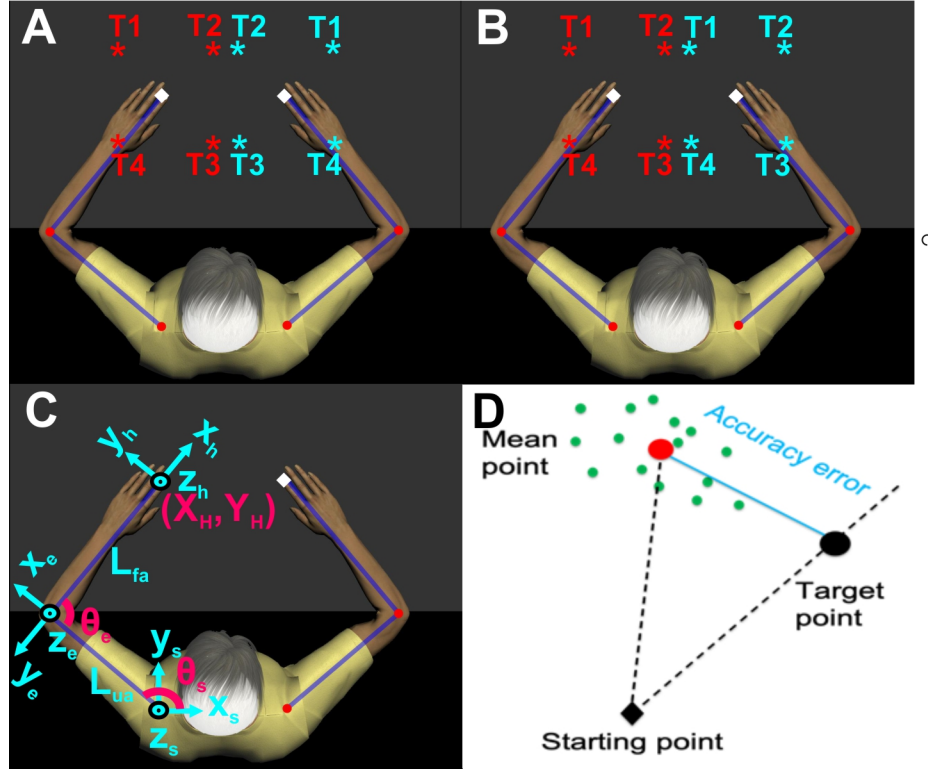 A
T1 T2 T2 T1
* * * *
* * * *
T4 T3 T3 T4
B
T1 T2 T1 T2
* * * *
* * * *
T4 T3 T4 T3
C
y_h x_h
z_h
(X_H, Y_H)
L_fa
x_e
θ_e
z_e
y_e
L_ua
y_s
θ_s
x_s
z_s
D
Mean
point
Accuracy error
Target
point
Starting point